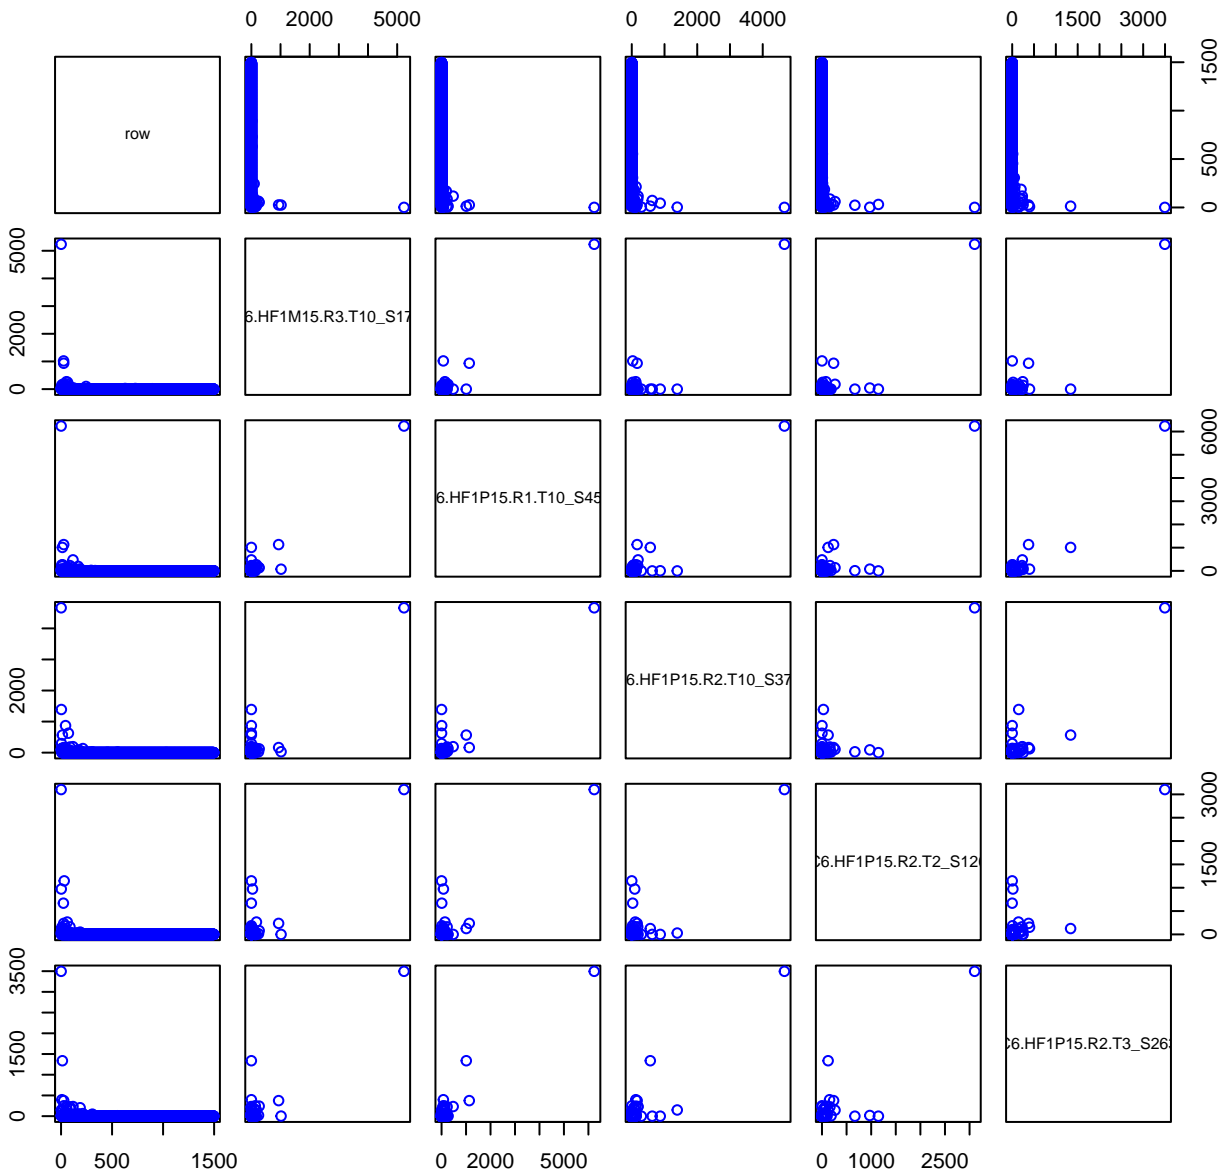 0 2000 5000 0 2000 4000 0 1500 3000
row
500 1500
0
0 2000 5000
6.HF1M15.R3.T10_S17
6.HF1P15.R1.T10_S45
0 3000 6000
0 2000
6.HF1P15.R2.T10_S37
6.HF1P15.R2.T2_S12
0 1500 3000
0 1500 3500
6.HF1P15.R2.T3_S26
0 500 1500 0 2000 5000 0 1000 2500